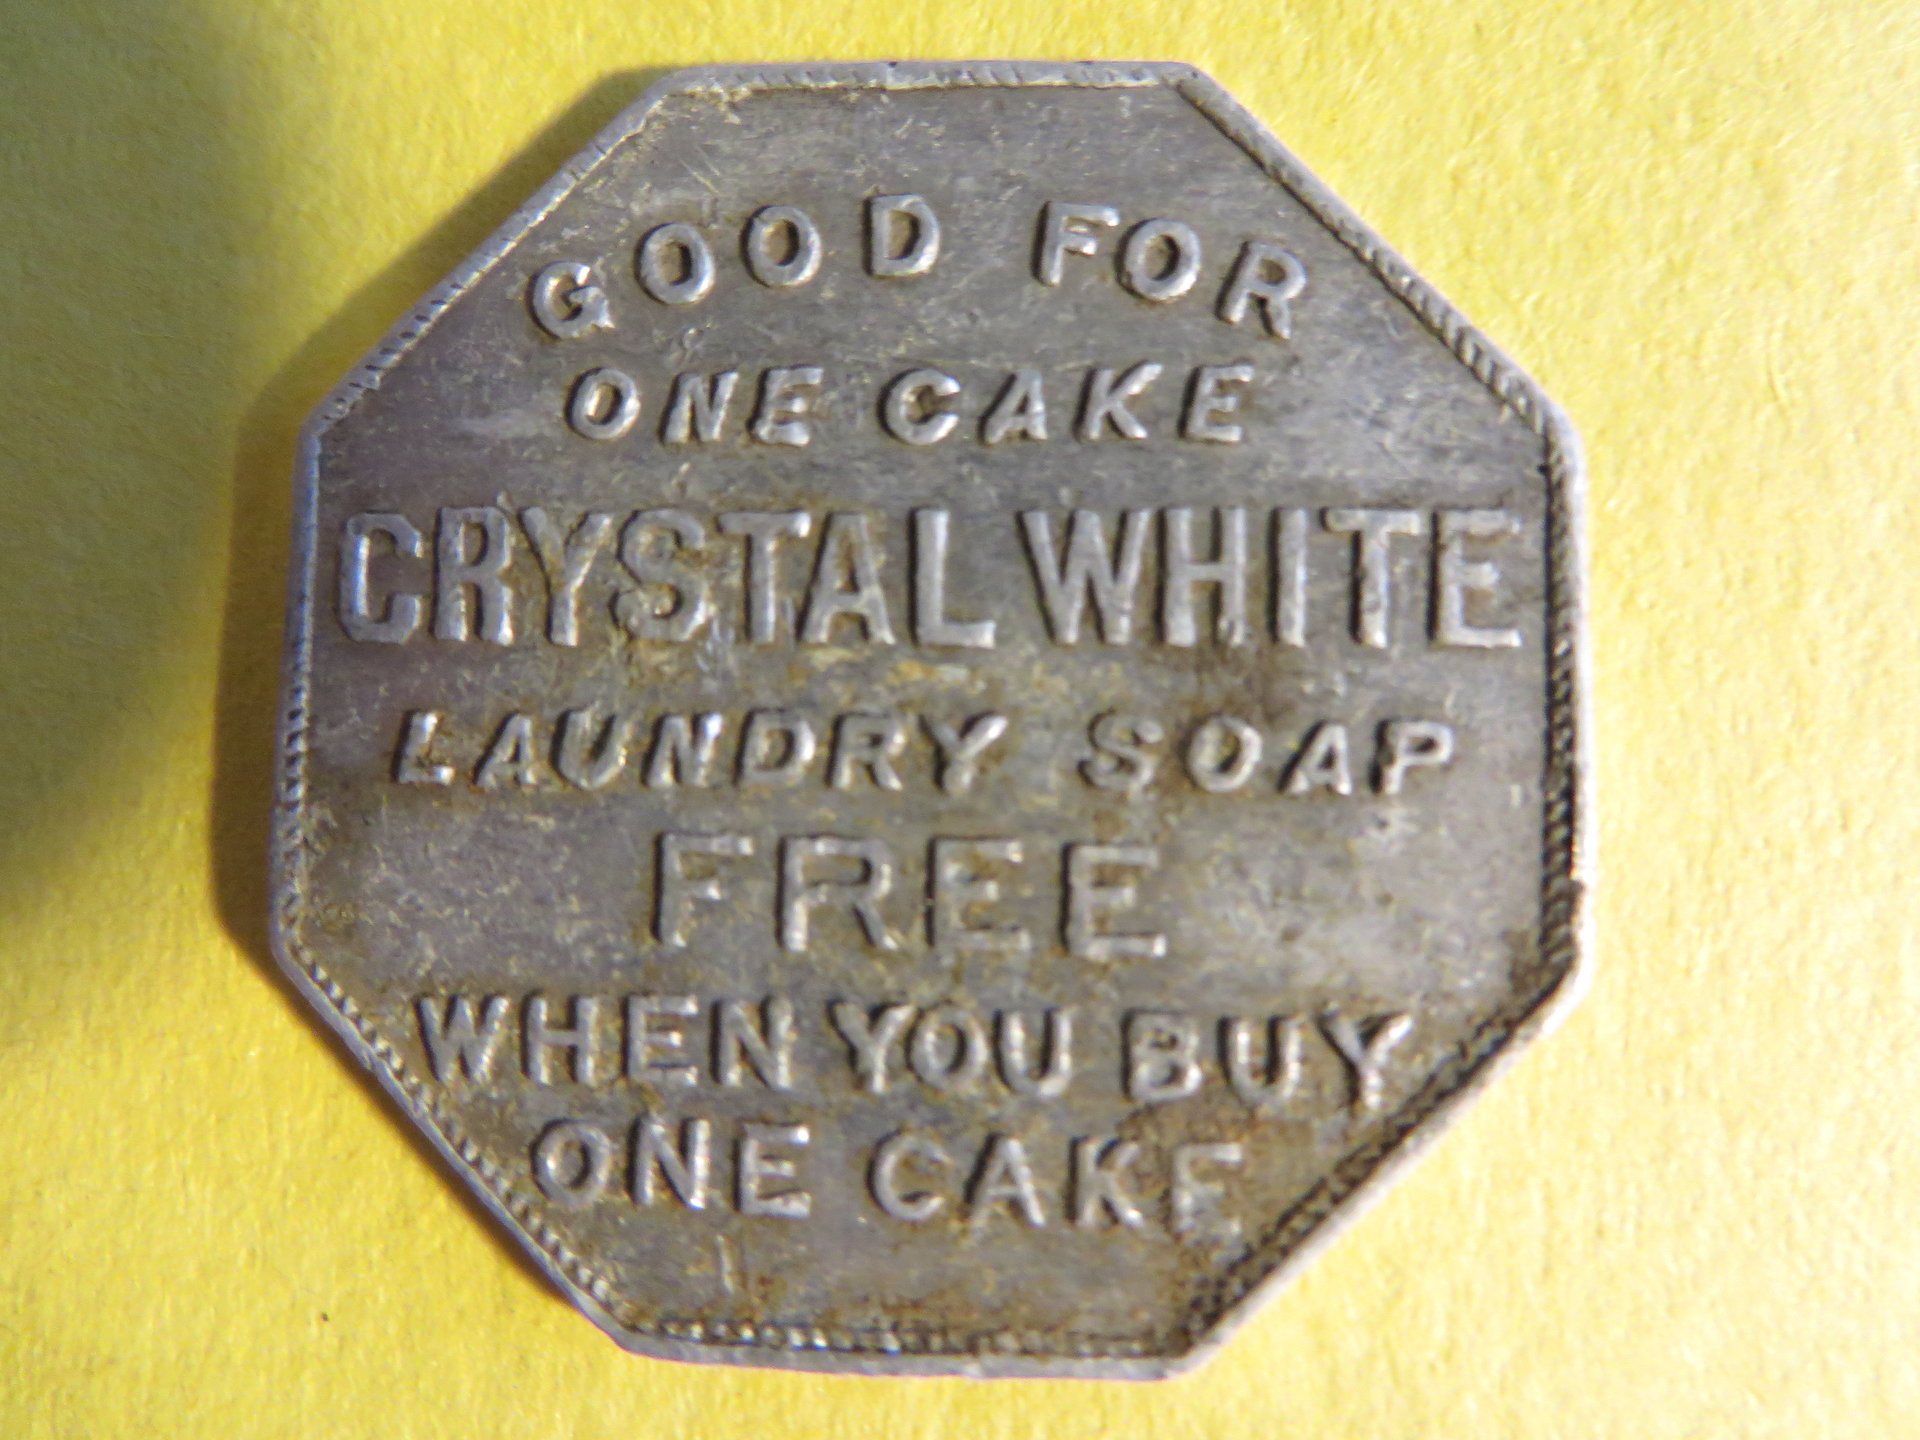 GOOD FOR
ONE CAKE
CRYSTAL WHITE
LAUNDRY SOAP
FREE
WHEN YOU BUY
ONE CAKE